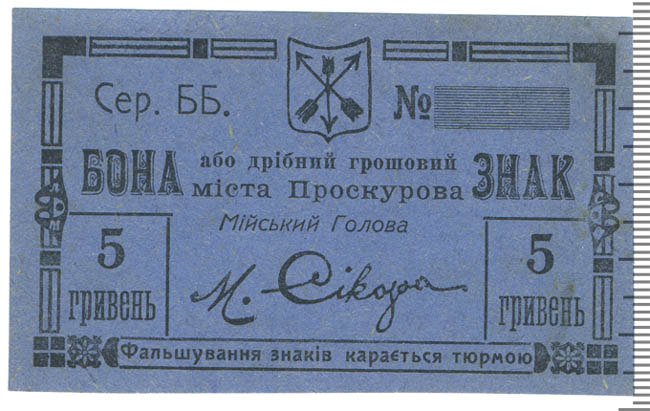 Сер. ББ. №
БОНА або дрібний грошовий ЗНАК
міста Проскурова
Мійський Голова
5 гривень
М. Сікора
5 гривень
Фальшування знаків карається тюрмою